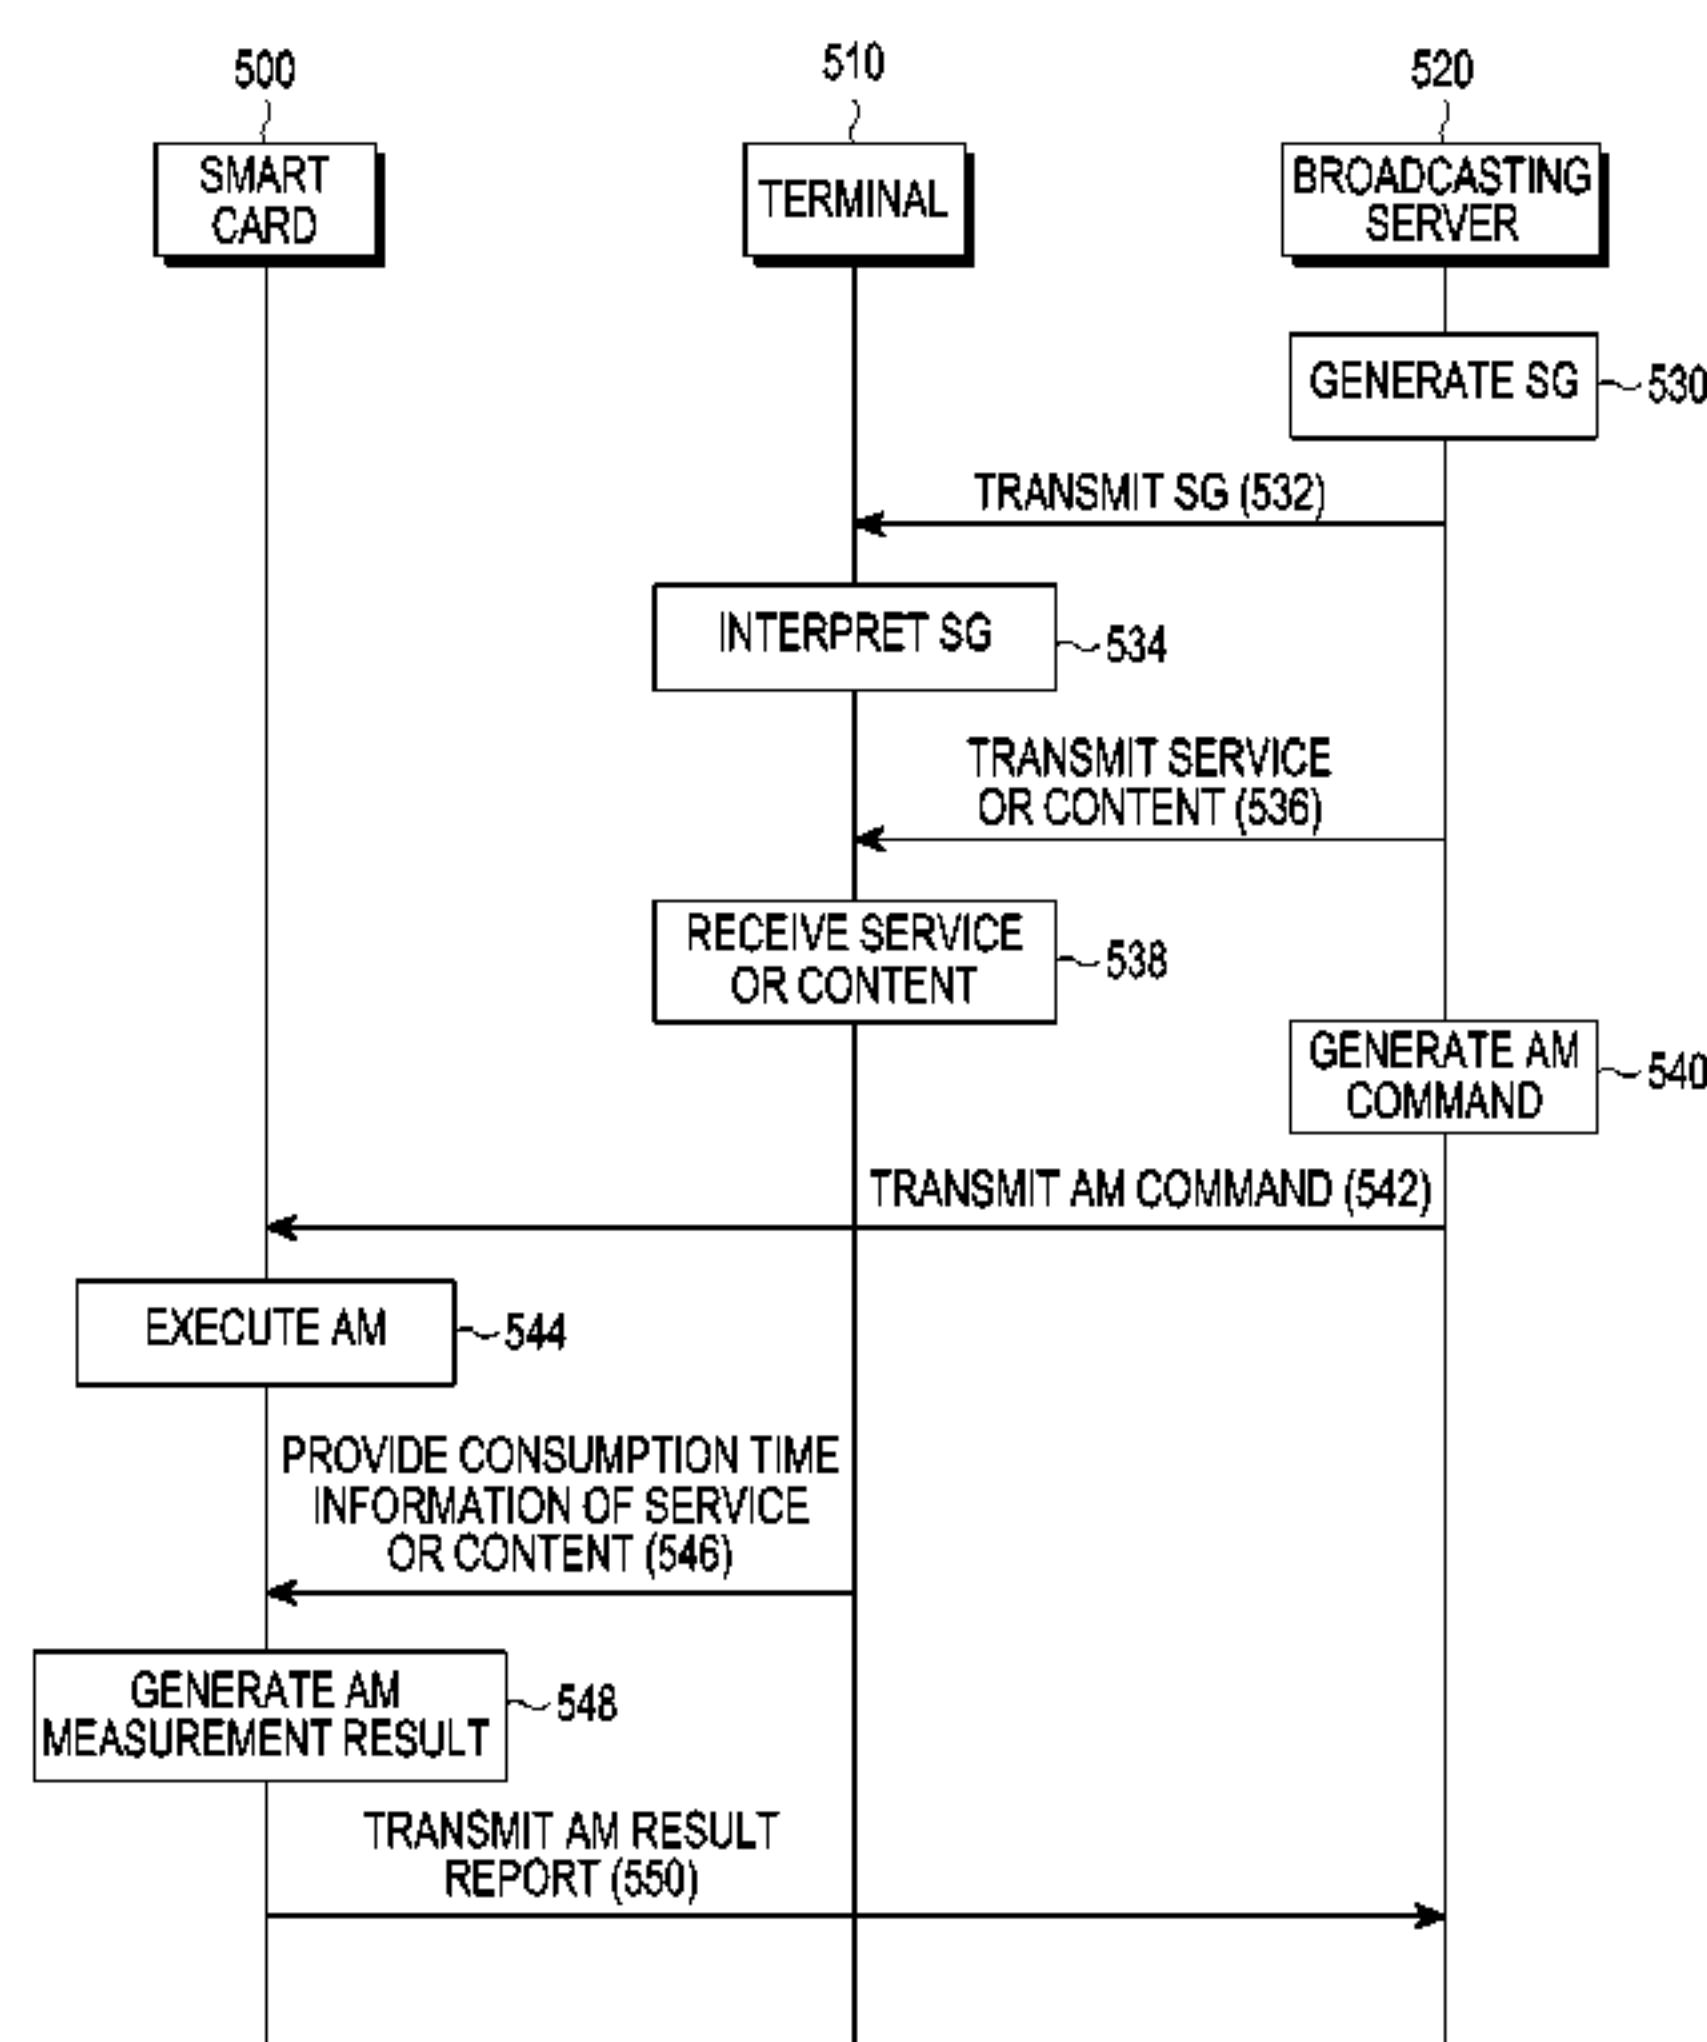 500
510
520
SMART
CARD
TERMINAL
BROADCASTING
SERVER
GENERATE SG
530
TRANSMIT SG (532)
INTERPRET SG
534
TRANSMIT SERVICE
OR CONTENT (536)
RECEIVE SERVICE
OR CONTENT
538
GENERATE AM
COMMAND
540
TRANSMIT AM COMMAND (542)
EXECUTE AM
544
PROVIDE CONSUMPTION TIME
INFORMATION OF SERVICE
OR CONTENT (546)
GENERATE AM
MEASUREMENT RESULT
548
TRANSMIT AM RESULT
REPORT (550)